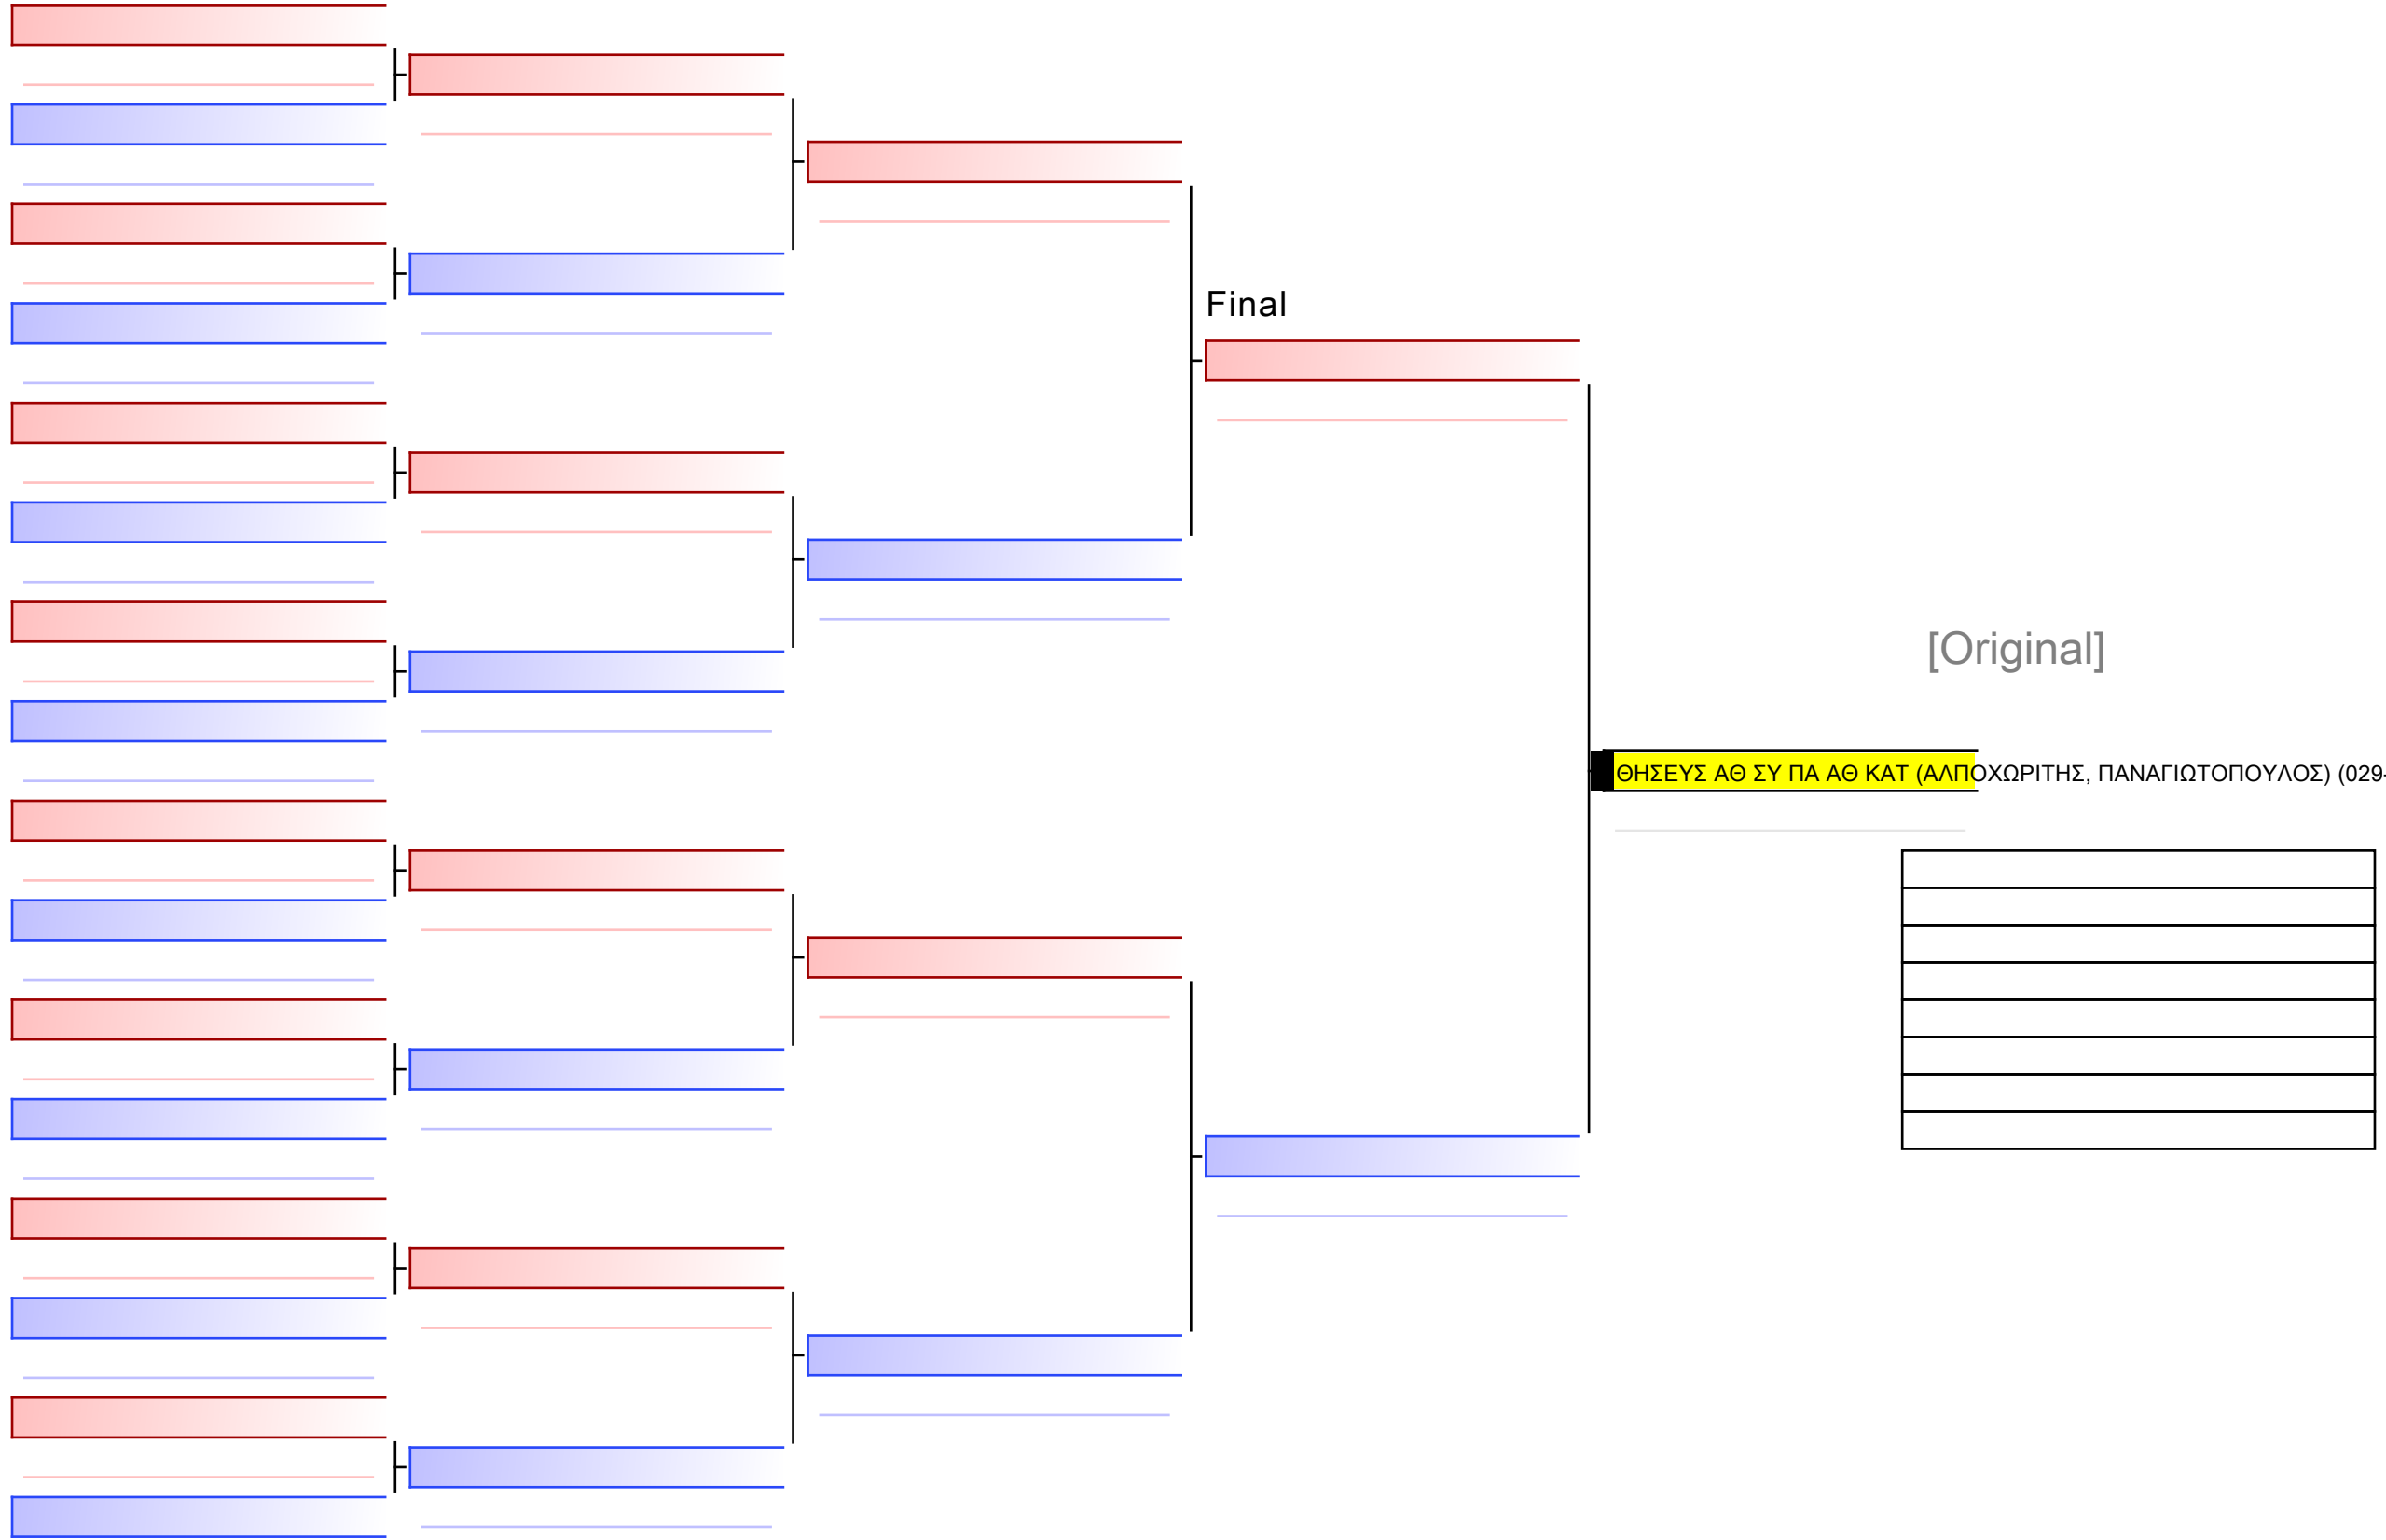 Final
[Original]
ΘΗΣΕΥΣ ΑΘ ΣΥ ΠΑ ΑΘ ΚΑΤ (ΑΛΠΟΧΩΡΙΤΗΣ, ΠΑΝΑΓΙΩΤΟΠΟΥΛΟΣ) (029-